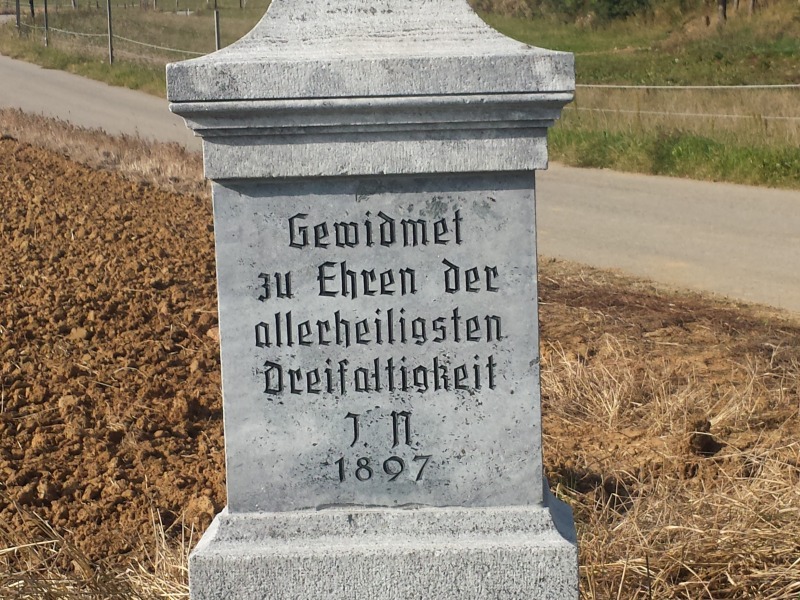 Gewidmet
zu Ehren der
allerheiligsten
Dreifaltigkeit
J. N
1897